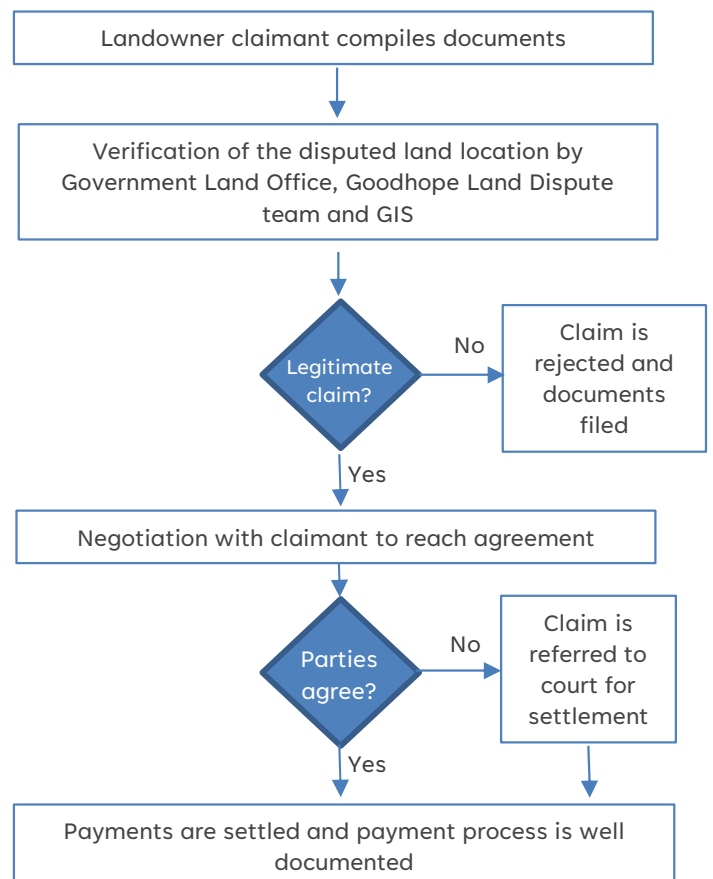 Landowner claimant compiles documents
Verification of the disputed land location by
Government Land Office, Goodhope Land Dispute
team and GIS
Legitimate
claim?
No
Claim is
rejected and
documents
filed
Yes
Negotiation with claimant to reach agreement
Parties
agree?
No
Claim is
referred to
court for
settlement
Yes
Payments are settled and payment process is well
documented